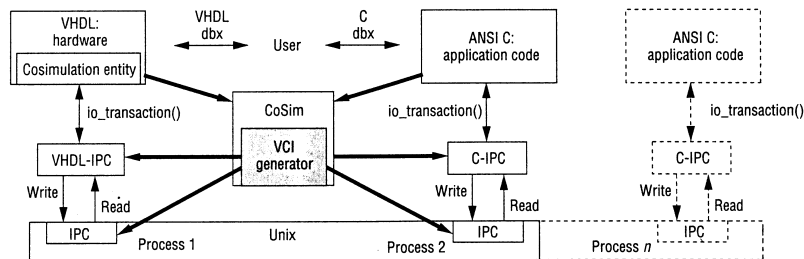 VHDL:
hardware
Cosimulation entity
VHDL
dbx
User
C
dbx
ANSI C:
application code
ANSI C:
application code
io_transaction()
CoSim
io_transaction()
io_transaction()
VHDL-IPC
VCI
generator
C-IPC
C-IPC
Write
Read
Write
Read
Write
Read
IPC
Process 1
Unix
Process 2
IPC
Process n
IPC